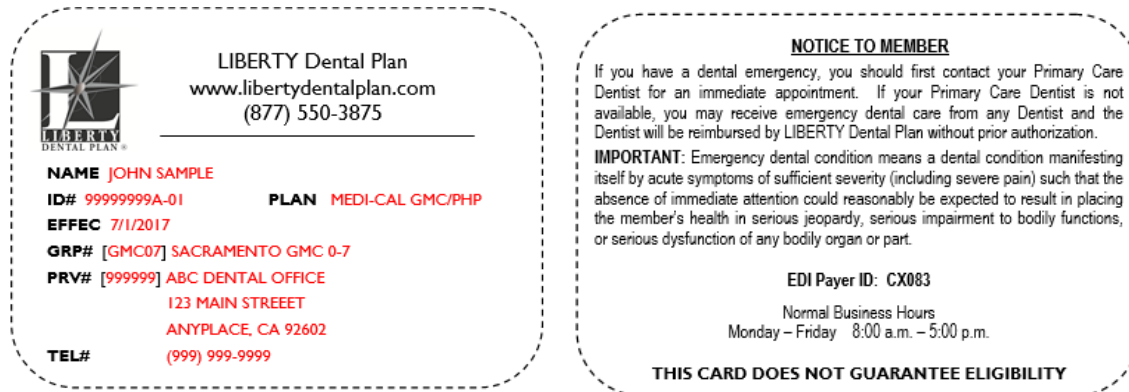 LIBERTY Dental Plan
www.libertydentalplan.com
(877) 550-3875
L
LIBERTY
DENTAL PLAN ®
NAME JOHN SAMPLE
ID# 99999999A-01 PLAN MEDI-CAL GMC/PHP
EFFEC 7/1/2017
GRP# [GMC07] SACRAMENTO GMC 0-7
PRV# [999999] ABC DENTAL OFFICE
123 MAIN STREEET
ANYPLACE, CA 92602
TEL# (999) 999-9999
NOTICE TO MEMBER
If you have a dental emergency, you should first contact your Primary Care
Dentist for an immediate appointment. If your Primary Care Dentist is not
available, you may receive emergency dental care from any Dentist and the
Dentist will be reimbursed by LIBERTY Dental Plan without prior authorization.
IMPORTANT: Emergency dental condition means a dental condition manifesting
itself by acute symptoms of sufficient severity (including severe pain) such that the
absence of immediate attention could reasonably be expected to result in placing
the member's health in serious jeopardy, serious impairment to bodily functions,
or serious dysfunction of any bodily organ or part.
EDI Payer ID: CX083
Normal Business Hours
Monday – Friday 8:00 a.m. – 5:00 p.m.
THIS CARD DOES NOT GUARANTEE ELIGIBILITY